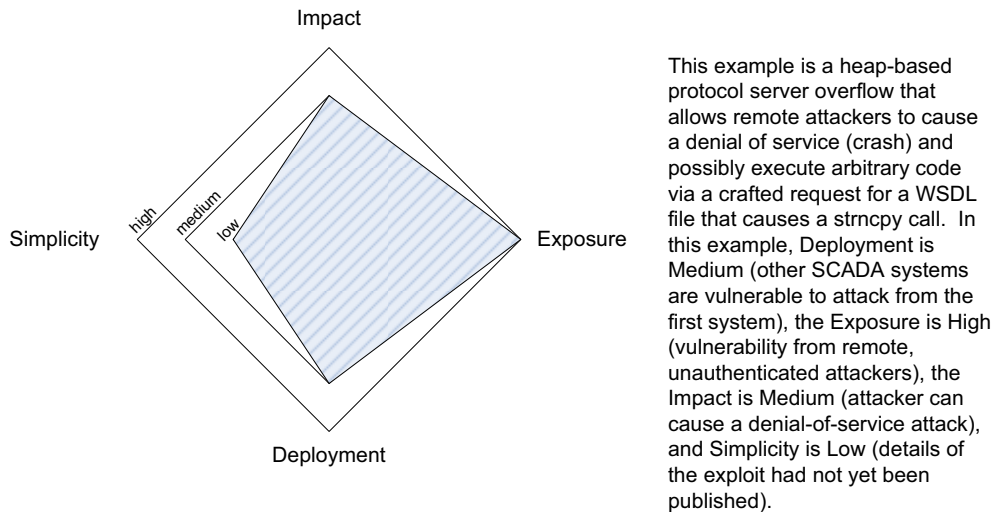 Impact
high
medium
low
Simplicity
Exposure
Deployment
This example is a heap-based
protocol server overflow that
allows remote attackers to cause
a denial of service (crash) and
possibly execute arbitrary code
via a crafted request for a WSDL
file that causes a strncpy call.  In
this example, Deployment is
Medium (other SCADA systems
are vulnerable to attack from the
first system), the Exposure is High
(vulnerability from remote,
unauthenticated attackers), the
Impact is Medium (attacker can
cause a denial-of-service attack),
and Simplicity is Low (details of
the exploit had not yet been
published).